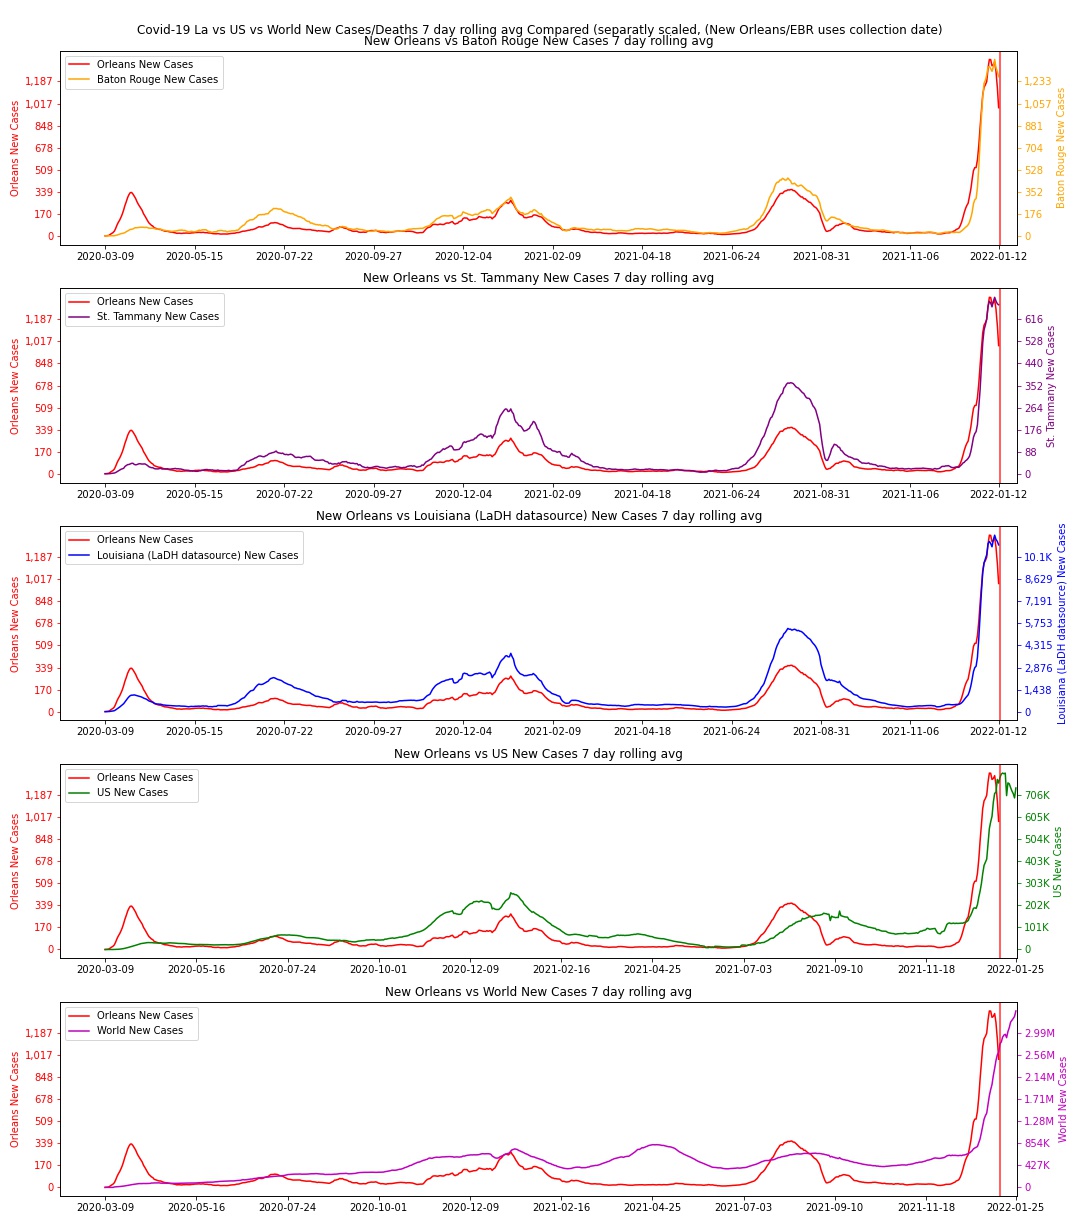 Covid-19 La vs US vs World New Cases/Deaths 7 day rolling avg Compared (separatly scaled, (New Orleans/EBR uses collection date)
New Orleans vs Baton Rouge New Cases 7 day rolling avg
Orleans New Cases
Baton Rouge New Cases
1,187
1,017
848
678
509
339
170
0
Orleans New Cases
1,233
1,057
881
704
528
352
176
0
Baton Rouge New Cases
2020-03-09 2020-05-15 2020-07-22 2020-09-27 2020-12-04 2021-02-09 2021-04-18 2021-06-24 2021-08-31 2021-11-06 2022-01-12
New Orleans vs St. Tammany New Cases 7 day rolling avg
Orleans New Cases
St. Tammany New Cases
1,187
1,017
848
678
509
339
170
0
Orleans New Cases
616
528
440
352
264
176
88
0
St. Tammany New Cases
2020-03-09 2020-05-15 2020-07-22 2020-09-27 2020-12-04 2021-02-09 2021-04-18 2021-06-24 2021-08-31 2021-11-06 2022-01-12
New Orleans vs Louisiana (LaDH datasource) New Cases 7 day rolling avg
Orleans New Cases
Louisiana (LaDH datasource) New Cases
1,187
1,017
848
678
509
339
170
0
Orleans New Cases
10.1K
8,629
7,191
5,753
4,315
2,876
1,438
0
Louisiana (LaDH datasource) New Cases
2020-03-09 2020-05-15 2020-07-22 2020-09-27 2020-12-04 2021-02-09 2021-04-18 2021-06-24 2021-08-31 2021-11-06 2022-01-12
New Orleans vs US New Cases 7 day rolling avg
Orleans New Cases
US New Cases
1,187
1,017
848
678
509
339
170
0
Orleans New Cases
706K
605K
504K
403K
303K
202K
101K
0
US New Cases
2020-03-09 2020-05-16 2020-07-24 2020-10-01 2020-12-09 2021-02-16 2021-04-25 2021-07-03 2021-09-10 2021-11-18 2022-01-25
New Orleans vs World New Cases 7 day rolling avg
Orleans New Cases
World New Cases
1,187
1,017
848
678
509
339
170
0
Orleans New Cases
2.99M
2.56M
2.14M
1.71M
1.28M
854K
427K
0
World New Cases
2020-03-09 2020-05-16 2020-07-24 2020-10-01 2020-12-09 2021-02-16 2021-04-25 2021-07-03 2021-09-10 2021-11-18 2022-01-25